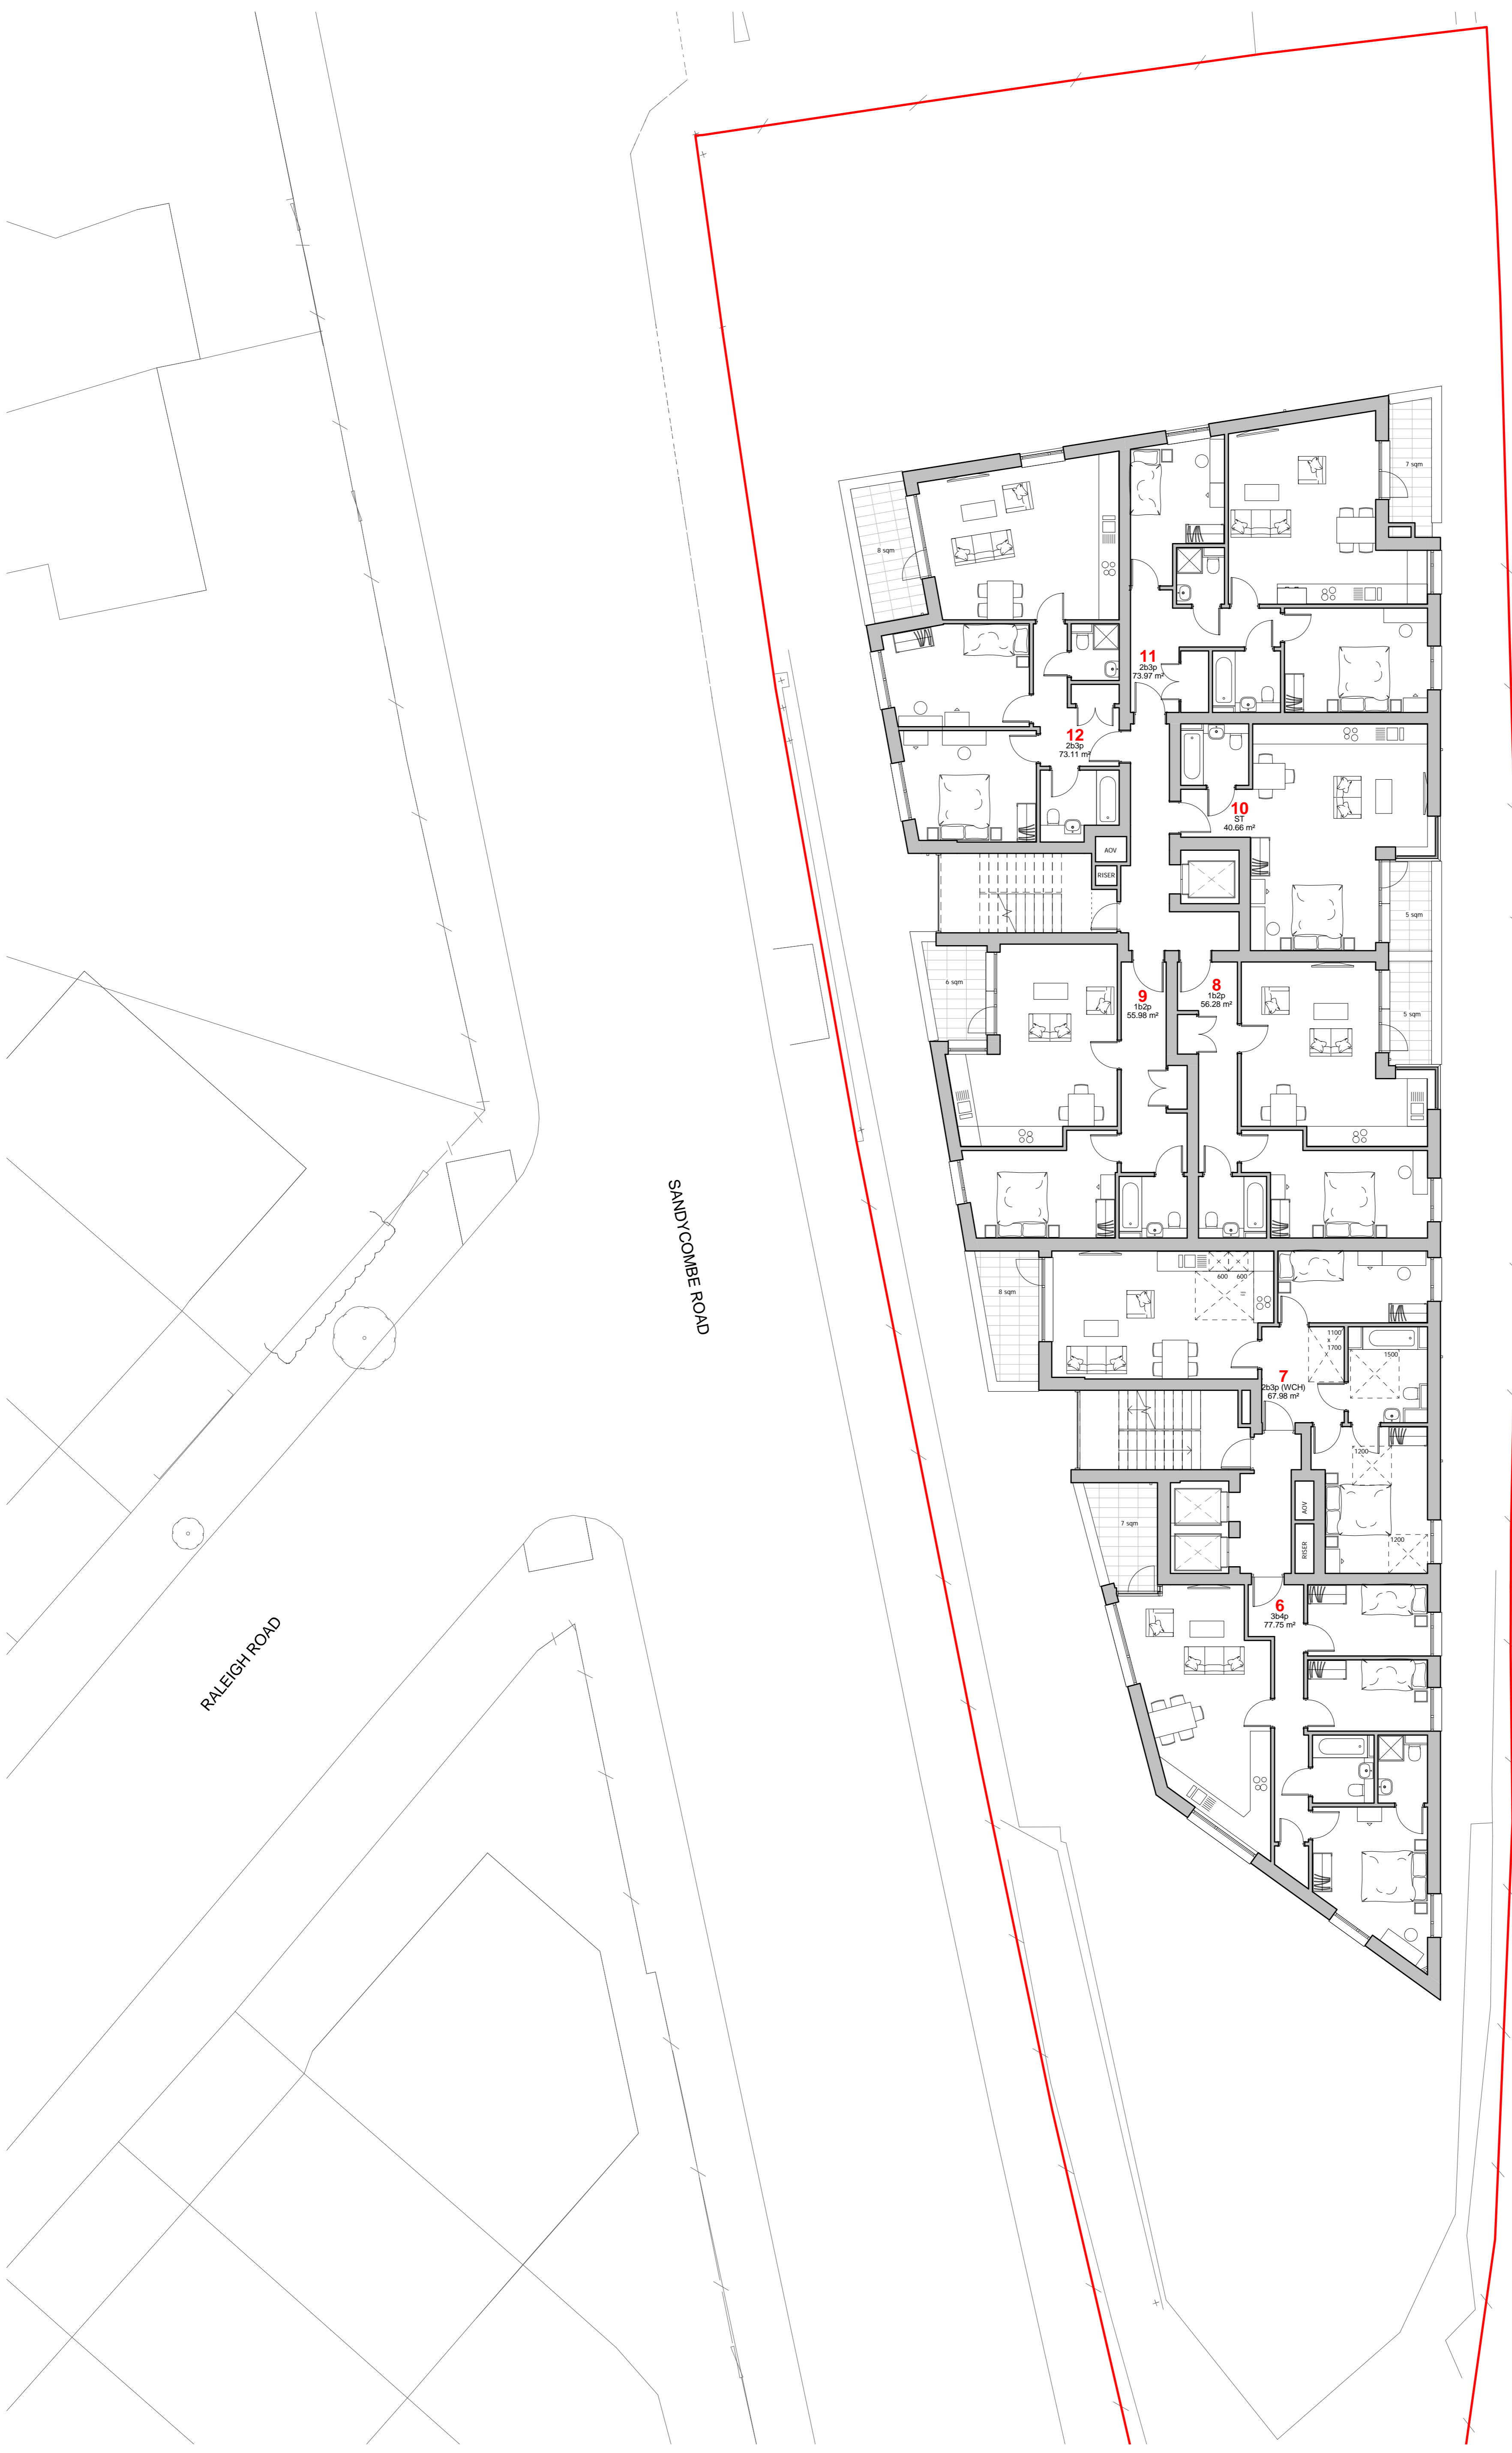 7 sqm
8 sqm
11
2b3p
73.97 m²
12
2b3p
73.11 m²
10
ST
40.66 m²
AOV
RISER
5 sqm
6 sqm
9
1b2p
55.98 m²
8
1b2p
56.28 m²
5 sqm
SANDYCOMBE ROAD
600
600
8 sqm
1100
x
1700
1500
7
2b3p (WCH)
67.98 m²
1200
AOV
7 sqm
RISER
1200
6
3b4p
77.75 m²
RALEIGH ROAD